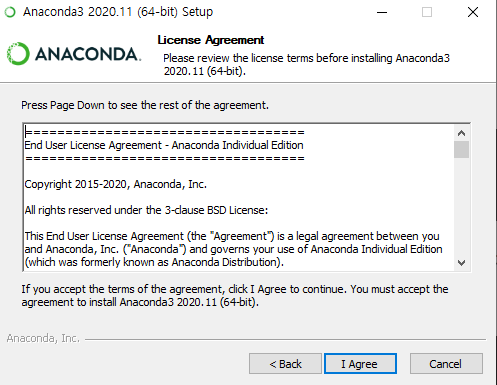 Anaconda3 2020.11 (64-bit) Setup
ANACONDA.
License Agreement
Please review the license terms before installing Anaconda3
2020.11 (64-bit).
Press Page Down to see the rest of the agreement.
===================================
End User License Agreement - Anaconda Individual Edition
===================================
Copyright 2015-2020, Anaconda, Inc.
All rights reserved under the 3-clause BSD License:
This End User License Agreement (the "Agreement") is a legal agreement between you
and Anaconda, Inc. ("Anaconda") and governs your use of Anaconda Individual Edition
(which was formerly known as Anaconda Distribution).
If you accept the terms of the agreement, click I Agree to continue. You must accept the
agreement to install Anaconda3 2020.11 (64-bit).
Anaconda, Inc.
< Back
I Agree
Cancel